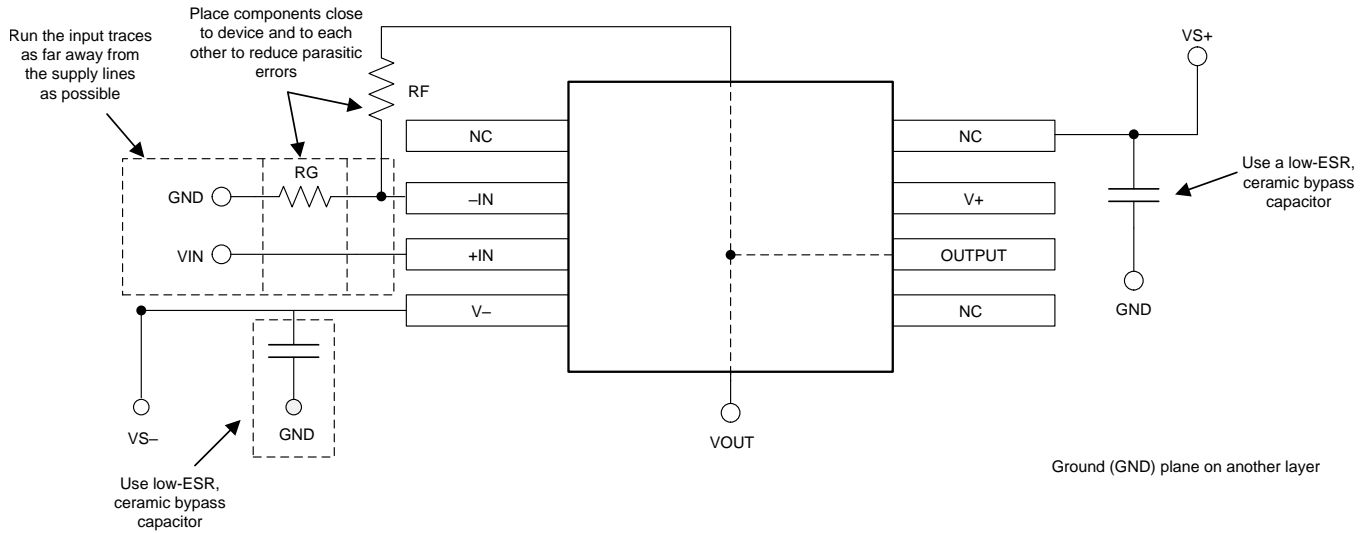 Place components close
to device and to each
other to reduce parasitic
errors
Run the input traces
as far away from
the supply lines
as possible
VS+
RF
NC
NC
Use a low-ESR,
ceramic bypass
capacitor
RG
GND
–IN
V+
VIN
+IN
OUTPUT
V–
NC
GND
VS–
GND
VOUT
Use low-ESR,
ceramic bypass
capacitor
Ground (GND) plane on another layer